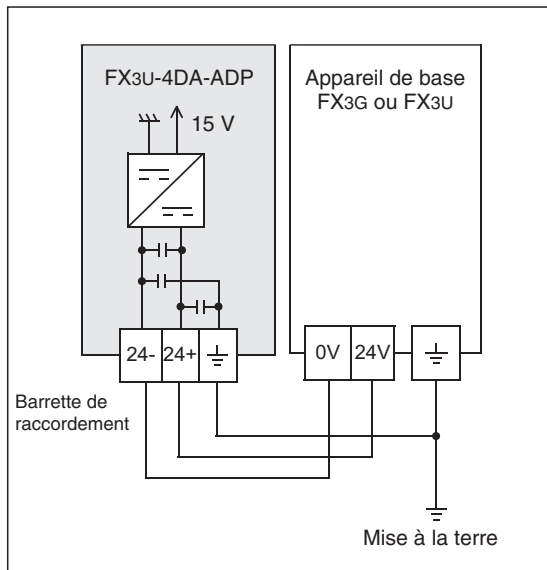 FX3U-4DA-ADP
15 V
Appareil de base
FX3G ou FX3U
24- 24+
0V 24V
Barrette de
raccordement
Mise à la terre